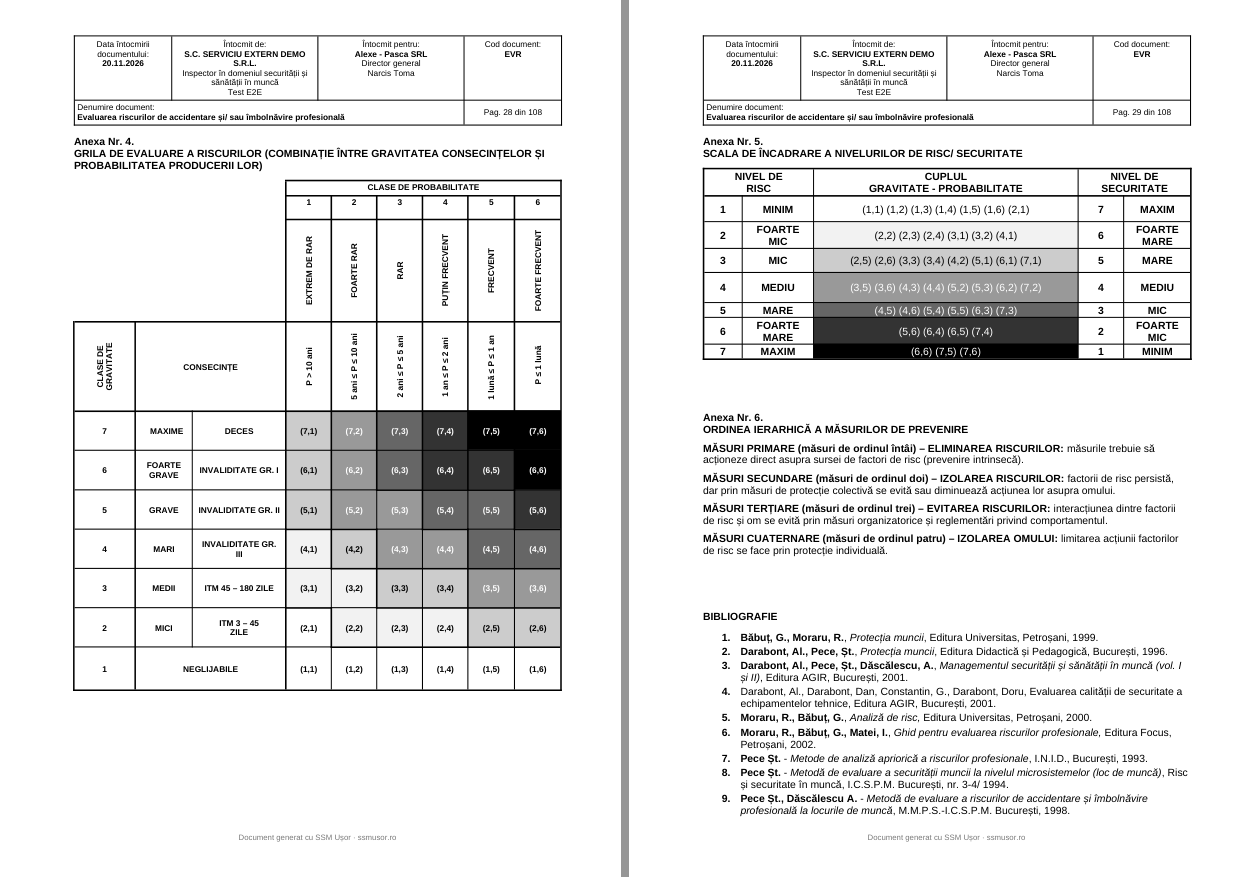 Data întocmirii
documentului:
20.11.2026
Întocmit de:
S.C. SERVICIU EXTERN DEMO
S.R.L.
Inspector în domeniul securității și
sănătății în muncă
Test E2E
Întocmit pentru:
Alexe - Pasca SRL
Director general
Narcis Toma
Cod document:
EVR
Denumire document:
Evaluarea riscurilor de accidentare și/ sau îmbolnăvire profesională
Pag. 28 din 108
Anexa Nr. 4.
GRILA DE EVALUARE A RISCURILOR (COMBINAȚIE ÎNTRE GRAVITATEA CONSECINȚELOR ȘI
PROBABILITATEA PRODUCERII LOR)
CLASE DE PROBABILITATE
1 2 3 4 5 6
EXTREM DE RAR
FOARTE RAR
RAR
PUȚIN FRECVENT
FRECVENT
FOARTE FRECVENT
CLASE DE
GRAVITATE
CONSECINȚE
P > 10 ani
5 ani ≤ P ≤ 10 ani
2 ani ≤ P ≤ 5 ani
1 an ≤ P ≤ 2 ani
1 lună ≤ P ≤ 1 an
P ≤ 1 lună
7 MAXIME DECES (7,1) (7,2) (7,3) (7,4) (7,5) (7,6)
6 FOARTE
GRAVE INVALIDITATE GR. I (6,1) (6,2) (6,3) (6,4) (6,5) (6,6)
5 GRAVE INVALIDITATE GR. II (5,1) (5,2) (5,3) (5,4) (5,5) (5,6)
4 MARI INVALIDITATE GR.
III (4,1) (4,2) (4,3) (4,4) (4,5) (4,6)
3 MEDII ITM 45 – 180 ZILE (3,1) (3,2) (3,3) (3,4) (3,5) (3,6)
2 MICI ITM 3 – 45
ZILE (2,1) (2,2) (2,3) (2,4) (2,5) (2,6)
1 NEGLIJABILE (1,1) (1,2) (1,3) (1,4) (1,5) (1,6)
Document generat cu SSM Ușor · ssmusor.ro
Data întocmirii
documentului:
20.11.2026
Întocmit de:
S.C. SERVICIU EXTERN DEMO
S.R.L.
Inspector în domeniul securității și
sănătății în muncă
Test E2E
Întocmit pentru:
Alexe - Pasca SRL
Director general
Narcis Toma
Cod document:
EVR
Denumire document:
Evaluarea riscurilor de accidentare și/ sau îmbolnăvire profesională
Pag. 29 din 108
Anexa Nr. 5.
SCALA DE ÎNCADRARE A NIVELURILOR DE RISC/ SECURITATE
NIVEL DE
RISC
CUPLUL
GRAVITATE - PROBABILITATE
NIVEL DE
SECURITATE
1 MINIM (1,1) (1,2) (1,3) (1,4) (1,5) (1,6) (2,1) 7 MAXIM
2 FOARTE
MIC (2,2) (2,3) (2,4) (3,1) (3,2) (4,1) 6 FOARTE
MARE
3 MIC (2,5) (2,6) (3,3) (3,4) (4,2) (5,1) (6,1) (7,1) 5 MARE
4 MEDIU (3,5) (3,6) (4,3) (4,4) (5,2) (5,3) (6,2) (7,2) 4 MEDIU
5 MARE (4,5) (4,6) (5,4) (5,5) (6,3) (7,3) 3 MIC
6 FOARTE
MARE (5,6) (6,4) (6,5) (7,4) 2 FOARTE
MIC
7 MAXIM (6,6) (7,5) (7,6) 1 MINIM
Anexa Nr. 6.
ORDINEA IERARHICĂ A MĂSURILOR DE PREVENIRE
MĂSURI PRIMARE (măsuri de ordinul întâi) – ELIMINAREA RISCURILOR: măsurile trebuie să
acționeze direct asupra sursei de factori de risc (prevenire intrinsecă).
MĂSURI SECUNDARE (măsuri de ordinul doi) – IZOLAREA RISCURILOR: factorii de risc persistă,
dar prin măsuri de protecție colectivă se evită sau diminuează acțiunea lor asupra omului.
MĂSURI TERȚIARE (măsuri de ordinul trei) – EVITAREA RISCURILOR: interacțiunea dintre factorii
de risc și om se evită prin măsuri organizatorice și reglementări privind comportamentul.
MĂSURI CUATERNARE (măsuri de ordinul patru) – IZOLAREA OMULUI: limitarea acțiunii factorilor
de risc se face prin protecție individuală.
BIBLIOGRAFIE
1. Băbuț, G., Moraru, R., Protecția muncii, Editura Universitas, Petroșani, 1999.
2. Darabont, Al., Pece, Șt., Protecția muncii, Editura Didactică și Pedagogică, București, 1996.
3. Darabont, Al., Pece, Șt., Dăscălescu, A., Managementul securității și sănătății în muncă (vol. I
și II), Editura AGIR, București, 2001.
4. Darabont, Al., Darabont, Dan, Constantin, G., Darabont, Doru, Evaluarea calității de securitate a
echipamentelor tehnice, Editura AGIR, București, 2001.
5. Moraru, R., Băbuț, G., Analiză de risc, Editura Universitas, Petroșani, 2000.
6. Moraru, R., Băbuț, G., Matei, I., Ghid pentru evaluarea riscurilor profesionale, Editura Focus,
Petroșani, 2002.
7. Pece Șt. - Metode de analiză apriorică a riscurilor profesionale, I.N.I.D., București, 1993.
8. Pece Șt. - Metodă de evaluare a securității muncii la nivelul microsistemelor (loc de muncă), Risc
și securitate în muncă, I.C.S.P.M. București, nr. 3-4/ 1994.
9. Pece Șt., Dăscălescu A. - Metodă de evaluare a riscurilor de accidentare și îmbolnăvire
profesională la locurile de muncă, M.M.P.S.-I.C.S.P.M. București, 1998.
Document generat cu SSM Ușor · ssmusor.ro